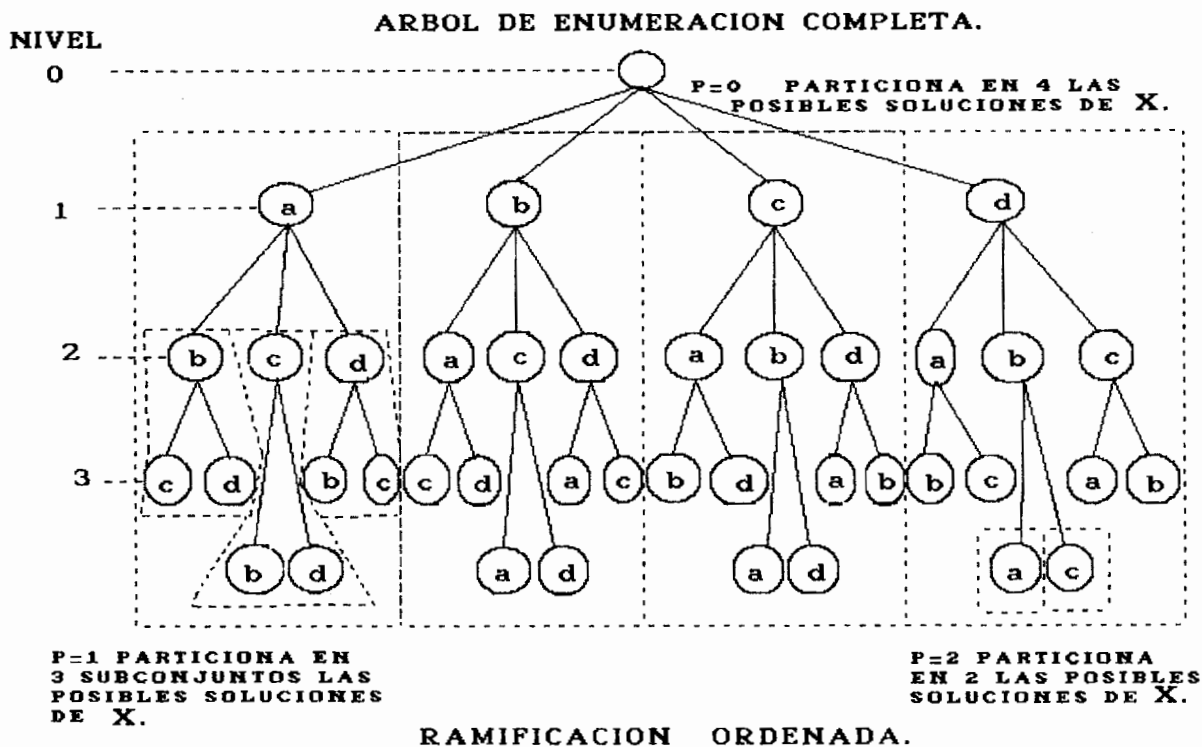 ARBOL DE ENUMERACION COMPLETA.
NIVEL
0
P=0 PARTICIONA EN 4 LAS
POSIBLES SOLUCIONES DE X.
1
a b c d
2
b c d a c d a b d a b c
3
c d b c c d a c b d a b b c a b
b d a d a d a c
P=1 PARTICIONA EN
3 SUBCONJUNTOS LAS
POSIBLES SOLUCIONES
DE X.
P=2 PARTICIONA
EN 2 LAS POSIBLES
SOLUCIONES DE X.
RAMIFICACION ORDENADA.